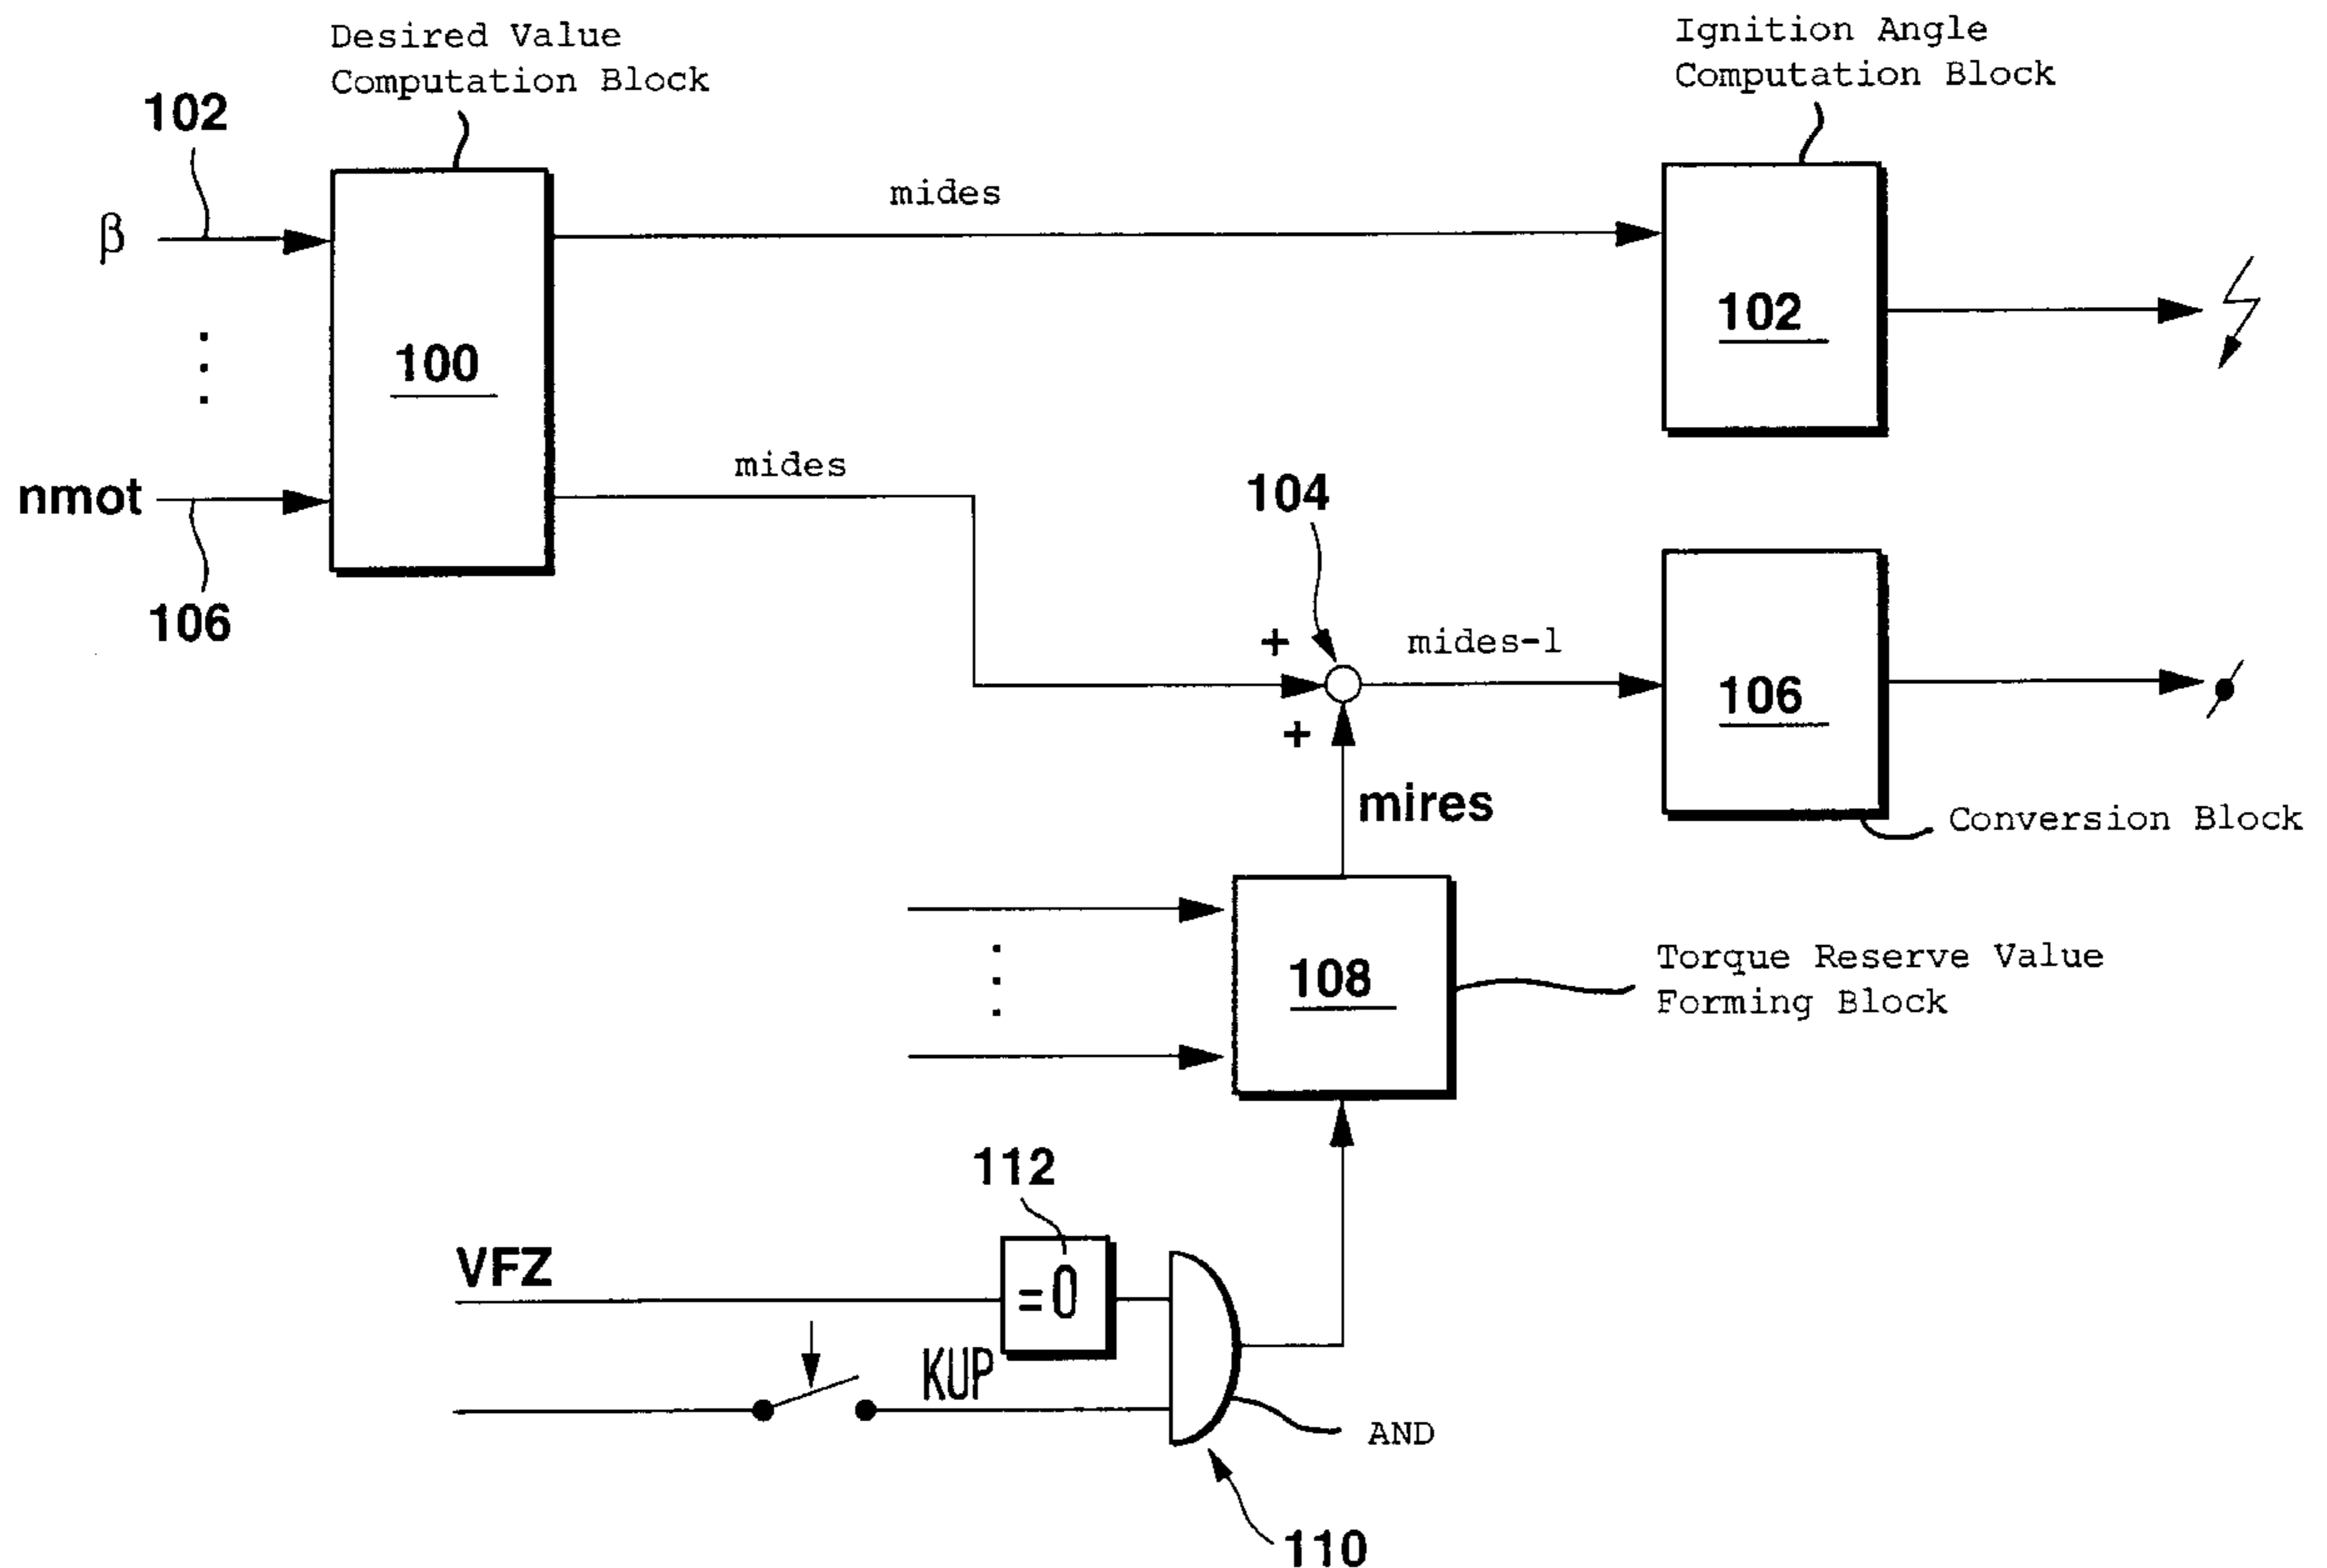 Desired Value
Computation Block
Ignition Angle
Computation Block
102
β
mides
102
100
nmot
106
mides
104
+
+
mides-l
106
Conversion Block
mires
108
Torque Reserve Value
Forming Block
112
VFZ
=0
KUP
AND
110